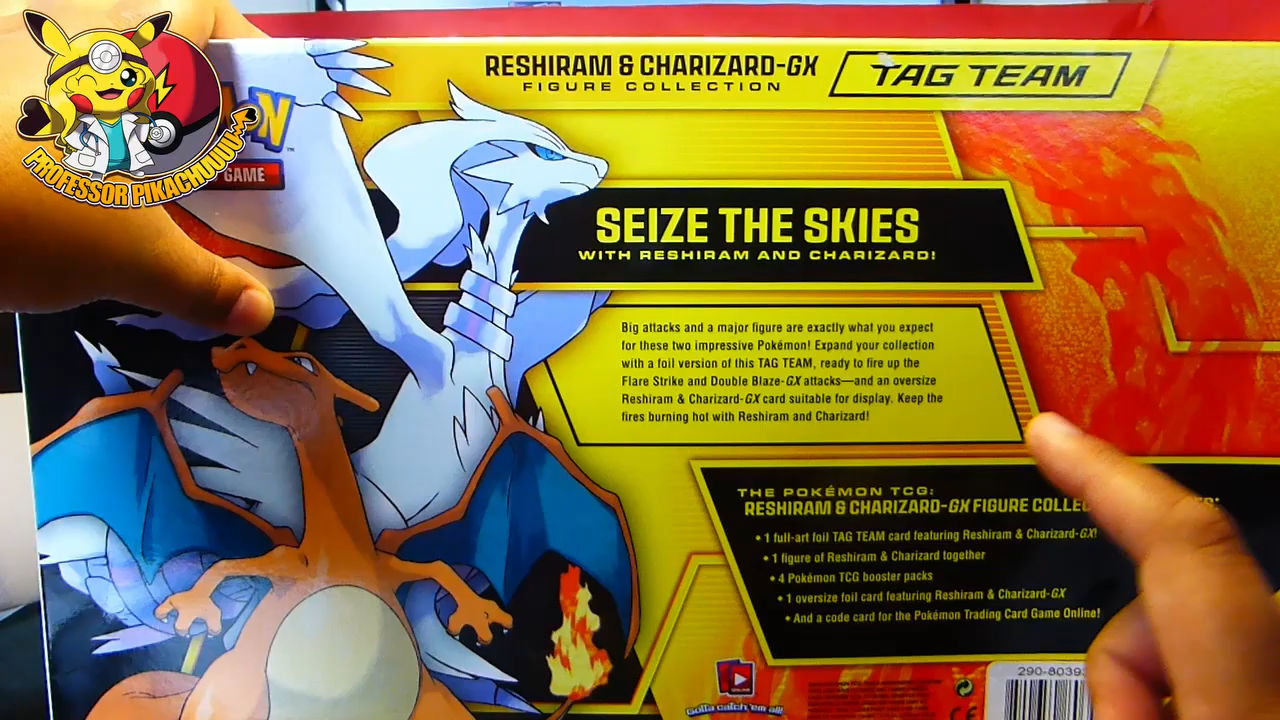 RESHIRAM & CHARIZARD-GX
FIGURE COLLECTION
TAG TEAM
GAME
PROFESSOR PIKACHUUUU
SEIZE THE SKIES
WITH RESHIRAM AND CHARIZARD!
Big attacks and a major figure are exactly what you expect
for these two impressive Pokémon! Expand your collection
with a foil version of this TAG TEAM, ready to fire up the
Flare Strike and Double Blaze-GX attacks—and an oversize
Reshiram & Charizard-GX card suitable for display. Keep the
fires burning hot with Reshiram and Charizard!
THE POKÉMON TCG:
RESHIRAM & CHARIZARD-GX FIGURE
• 1 full-art foil TAG TEAM card featuring Reshiram & Charizard-GX!
• 1 figure of Reshiram & Charizard together
• 4 Pokémon TCG booster packs
• 1 oversize foil card featuring Reshiram & Charizard-GX
• And a code card for the Pokémon Trading Card Game Online!
ONLINE
Gotta catch 'em all!
CE